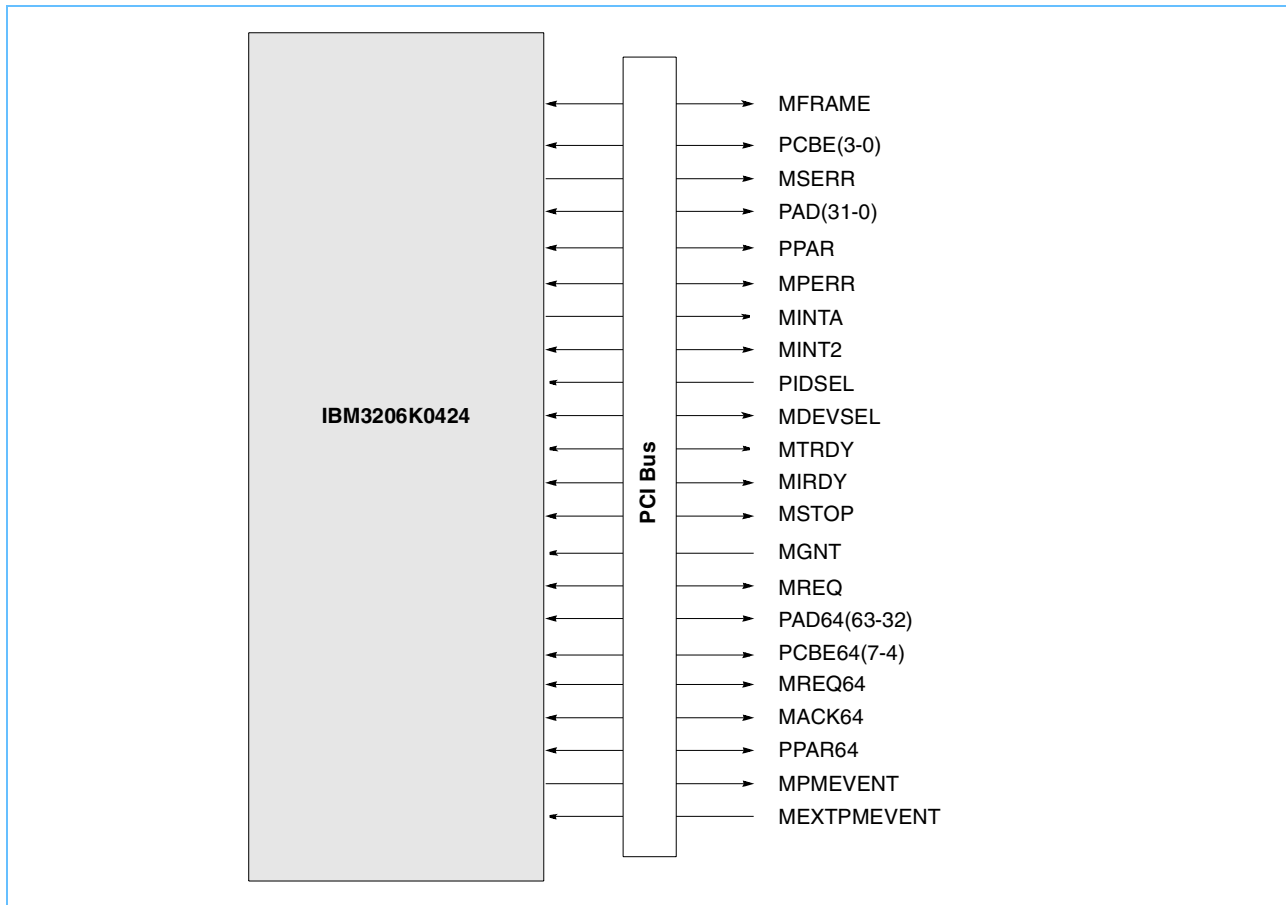 IBM3206K0424
PCI Bus
MFRAME
PCBE(3-0)
MSERR
PAD(31-0)
PPAR
MPERR
MINTA
MINT2
PIDSEL
MDEVSEL
MTRDY
MIRDY
MSTOP
MGNT
MREQ
PAD64(63-32)
PCBE64(7-4)
MREQ64
MACK64
PPAR64
MPMEVENT
MEXTPMEVENT